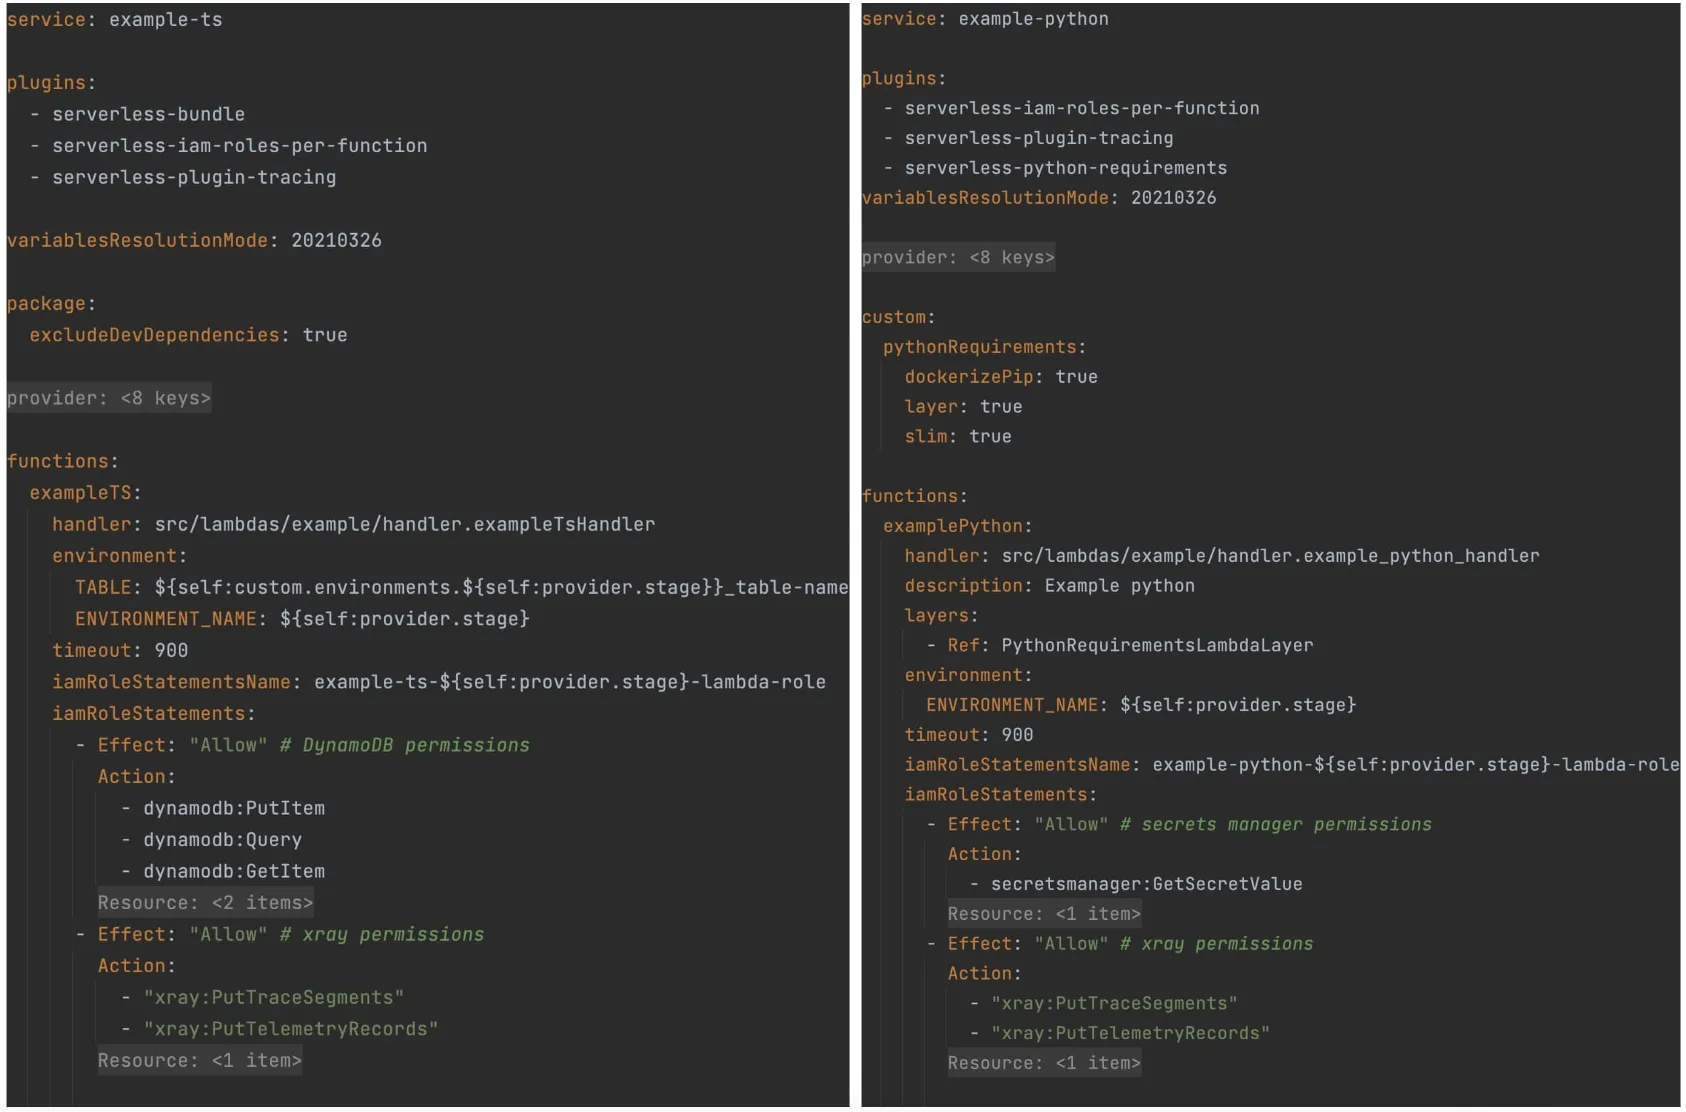 service: example-ts
plugins:
- serverless-bundle
- serverless-iam-roles-per-function
- serverless-plugin-tracing
variablesResolutionMode: 20210326
package:
excludeDevDependencies: true
provider: <8 keys>
functions:
exampleTS:
handler: src/lambdas/example/handler.exampleTsHandler
environment:
TABLE: ${self:custom.environments.${self:provider.stage}}_table-name
ENVIRONMENT_NAME: ${self:provider.stage}
timeout: 900
iamRoleStatementsName: example-ts-${self:provider.stage}-lambda-role
iamRoleStatements:
- Effect: "Allow" # DynamoDB permissions
Action:
- dynamodb:PutItem
- dynamodb:Query
- dynamodb:GetItem
Resource: <2 items>
- Effect: "Allow" # xray permissions
Action:
- "xray:PutTraceSegments"
- "xray:PutTelemetryRecords"
Resource: <1 item>
service: example-python
plugins:
- serverless-iam-roles-per-function
- serverless-plugin-tracing
- serverless-python-requirements
variablesResolutionMode: 20210326
provider: <8 keys>
custom:
pythonRequirements:
dockerizePip: true
layer: true
slim: true
functions:
examplePython:
handler: src/lambdas/example/handler.example_python_handler
description: Example python
layers:
- Ref: PythonRequirementsLambdaLayer
environment:
ENVIRONMENT_NAME: ${self:provider.stage}
timeout: 900
iamRoleStatementsName: example-python-${self:provider.stage}-lambda-role
iamRoleStatements:
- Effect: "Allow" # secrets manager permissions
Action:
- secretsmanager:GetSecretValue
Resource: <1 item>
- Effect: "Allow" # xray permissions
Action:
- "xray:PutTraceSegments"
- "xray:PutTelemetryRecords"
Resource: <1 item>